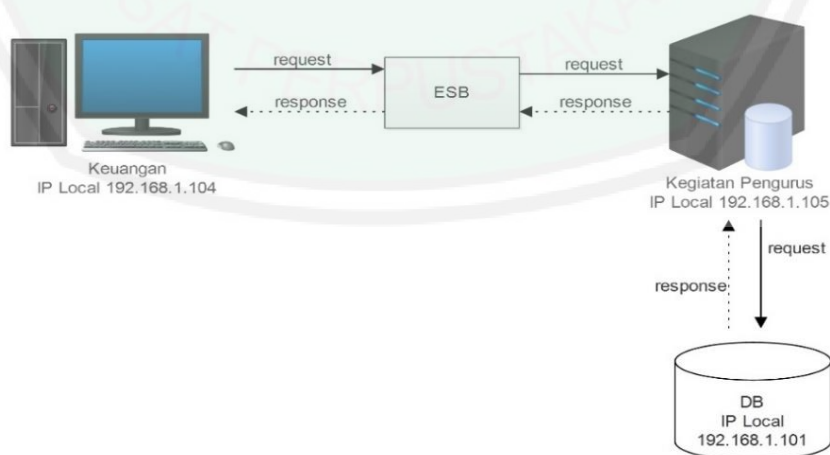 request
response
ESB
request
response
Keuangan
IP Local 192.168.1.104
Kegiatan Pengurus
IP Local 192.168.1.105
request
response
DB
IP Local
192.168.1.101